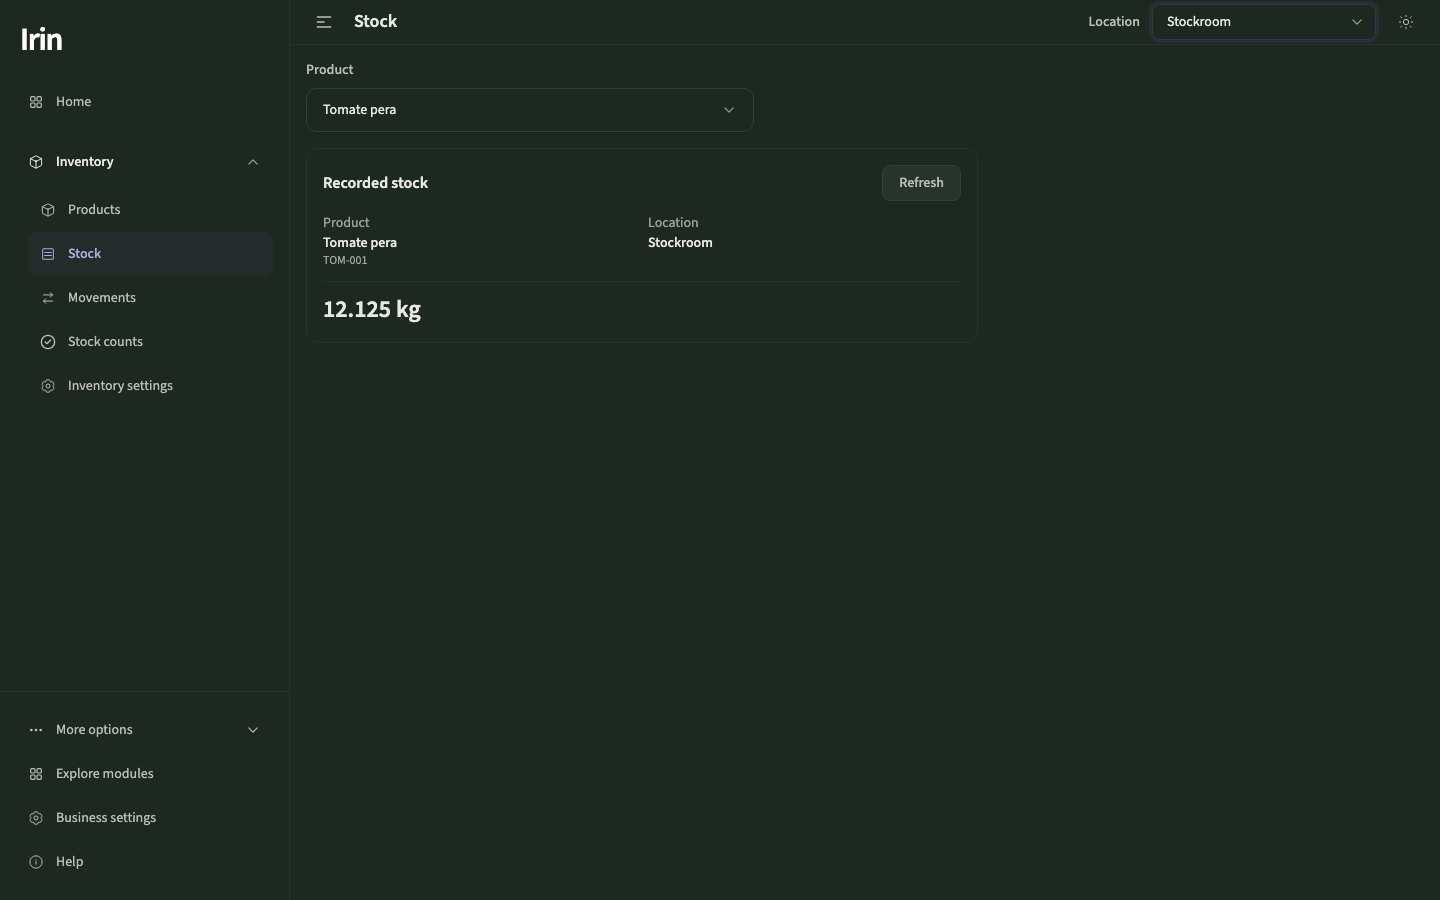 Irin
Home
Inventory
Products
Stock
Movements
Stock counts
Inventory settings
More options
Explore modules
Business settings
Help
Stock
Location
Stockroom
Product
Tomate pera
Recorded stock
Refresh
Product
Location
Tomate pera
Stockroom
TOM-001
12.125 kg